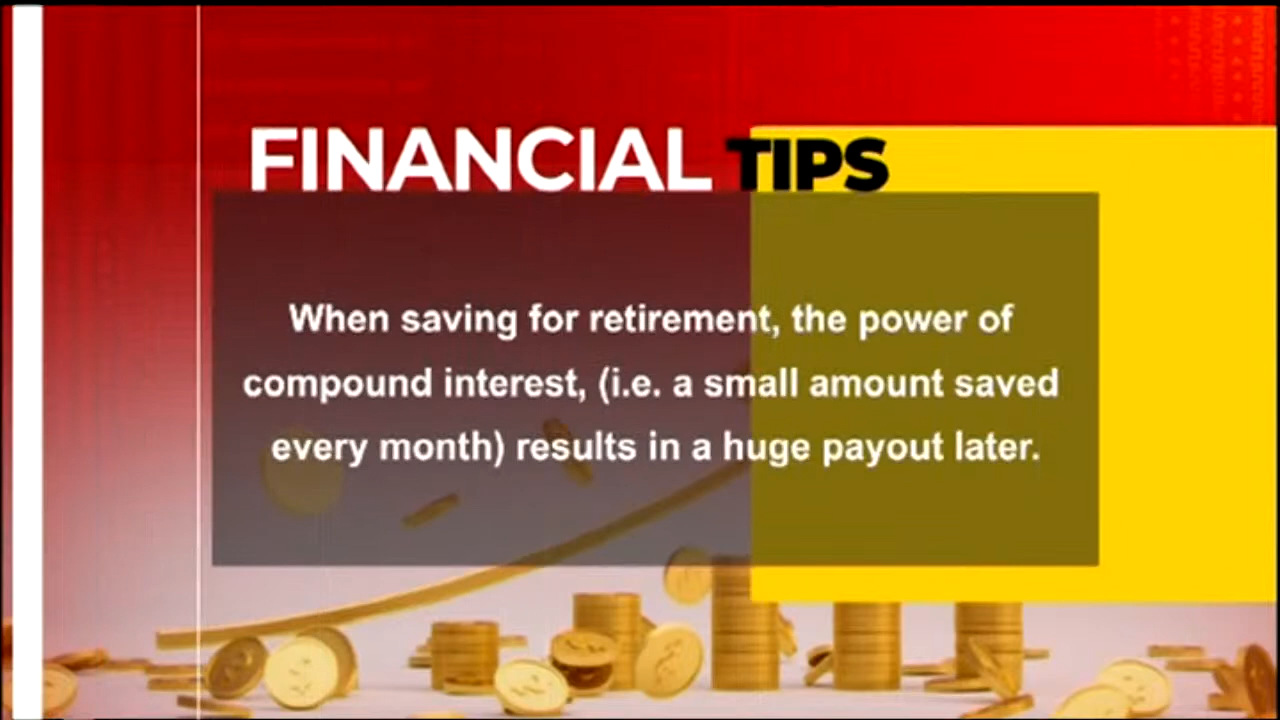 FINANCIAL TIPS
When saving for retirement, the power of
compound interest, (i.e. a small amount saved
every month) results in a huge payout later.